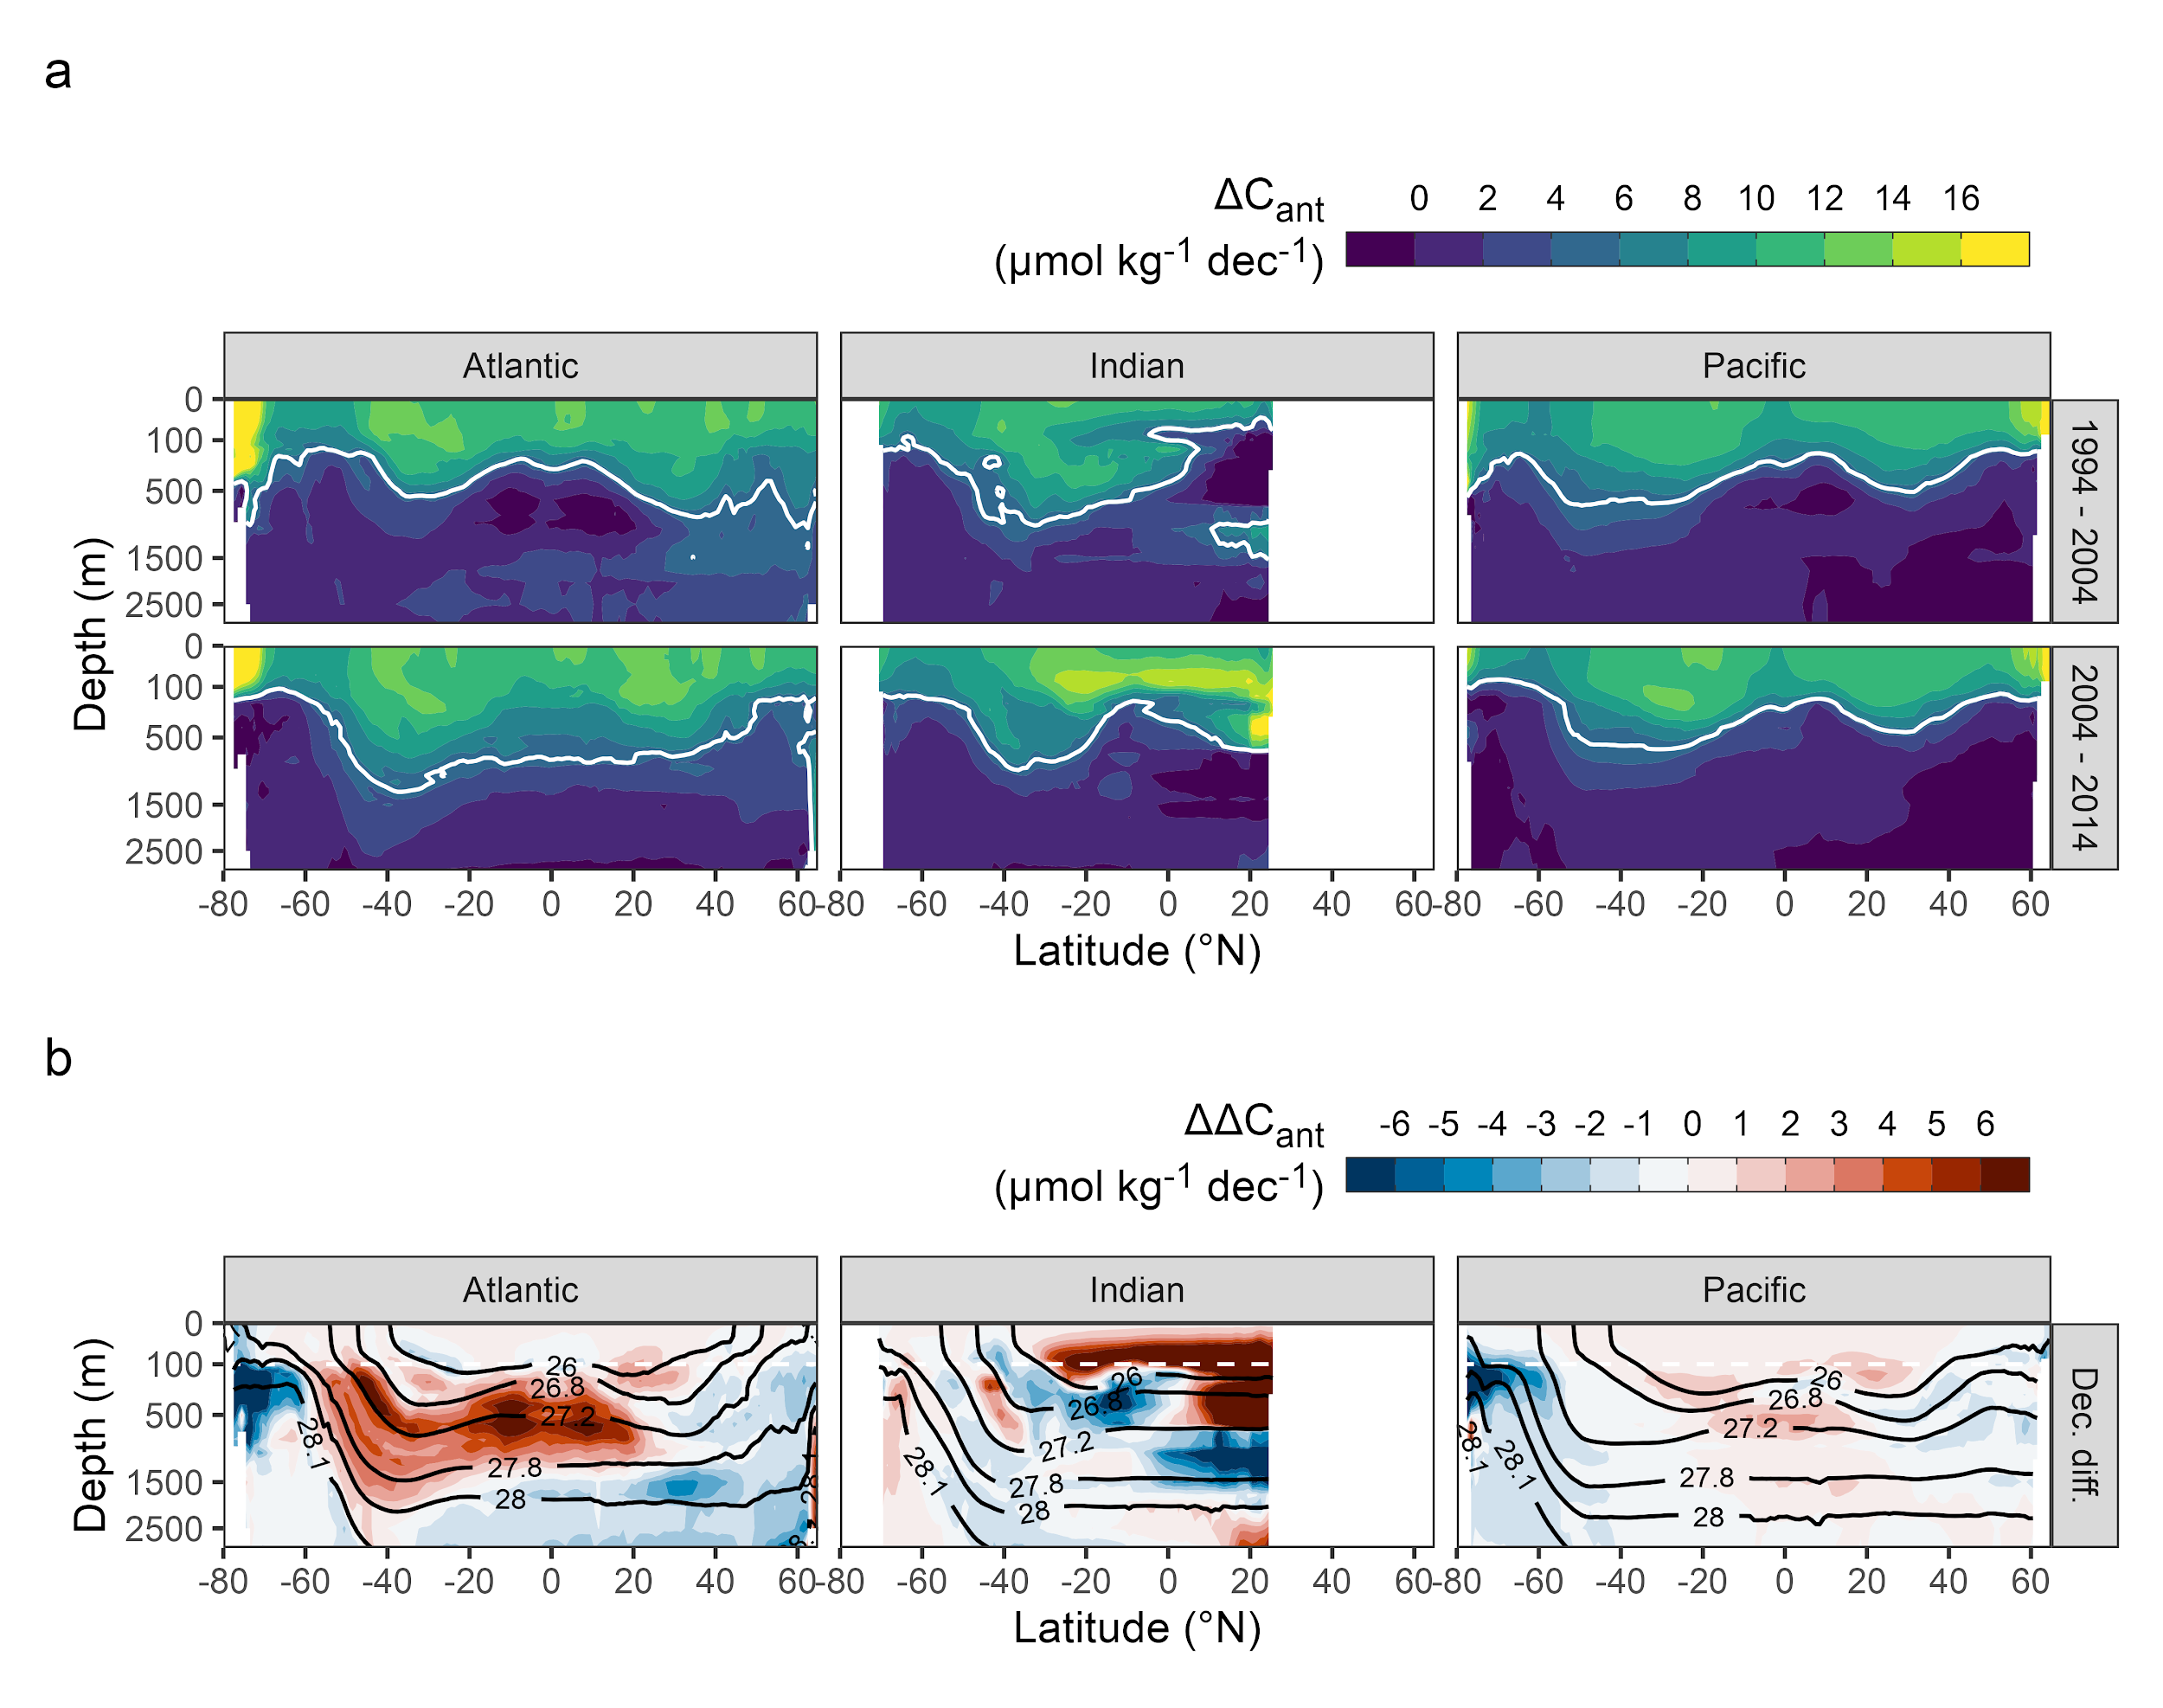 a
ΔCant
(μmol kg-1 dec-1)
0 2 4 6 8 10 12 14 16
Atlantic Indian Pacific
0
100
500
1500
2500
1994 - 2004
0
100
500
1500
2500
2004 - 2014
-80 -60 -40 -20 0 20 40 60 -80 -60 -40 -20 0 20 40 60 -80 -60 -40 -20 0 20 40 60
Depth (m)
Latitude (°N)
b
ΔΔCant
(μmol kg-1 dec-1)
-6 -5 -4 -3 -2 -1 0 1 2 3 4 5 6
Atlantic Indian Pacific
0
100
500
1500
2500
26
26.8
27.2
27.8
28
28.1
26
26.8
27.2
27.8
28
28.1
26
26.8
27.2
27.8
28
28.1
28.1
Dec. diff.
-80 -60 -40 -20 0 20 40 60 -80 -60 -40 -20 0 20 40 60 -80 -60 -40 -20 0 20 40 60
Depth (m)
Latitude (°N)